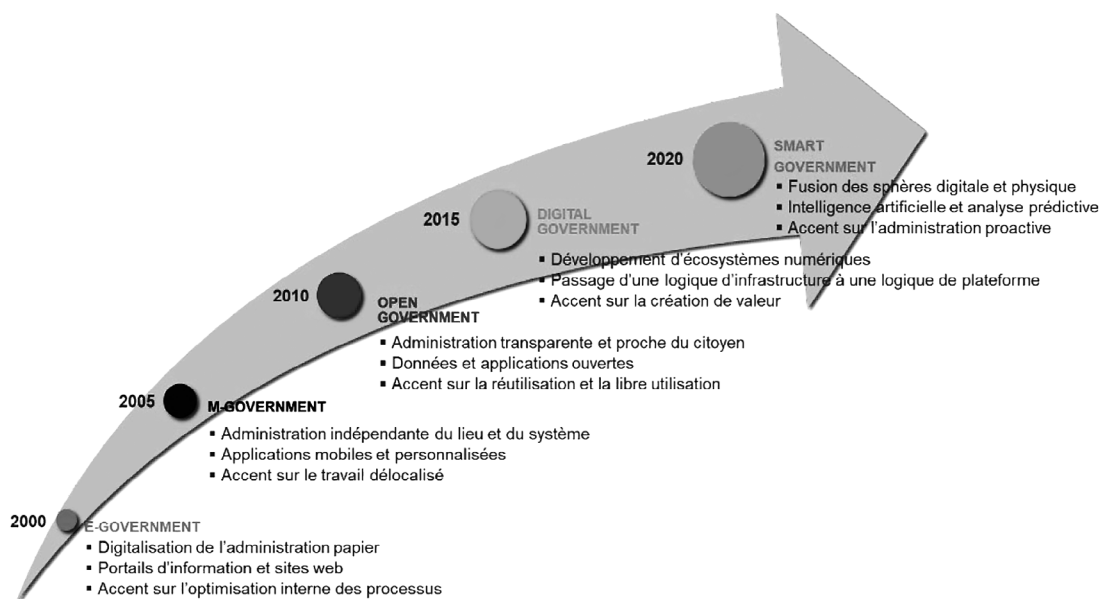 2020
SMART
GOVERNMENT
▪ Fusion des sphères digitale et physique
▪ Intelligence artificielle et analyse prédictive
▪ Accent sur l'administration proactive
2015
DIGITAL
GOVERNMENT
▪ Développement d'écosystèmes numériques
▪ Passage d'une logique d'infrastructure à une logique de plateforme
▪ Accent sur la création de valeur
2010
OPEN
GOVERNMENT
▪ Administration transparente et proche du citoyen
▪ Données et applications ouvertes
▪ Accent sur la réutilisation et la libre utilisation
2005
M-GOVERNMENT
▪ Administration indépendante du lieu et du système
▪ Applications mobiles et personnalisées
▪ Accent sur le travail délocalisé
2000
E-GOVERNMENT
▪ Digitalisation de l'administration papier
▪ Portails d'information et sites web
▪ Accent sur l'optimisation interne des processus